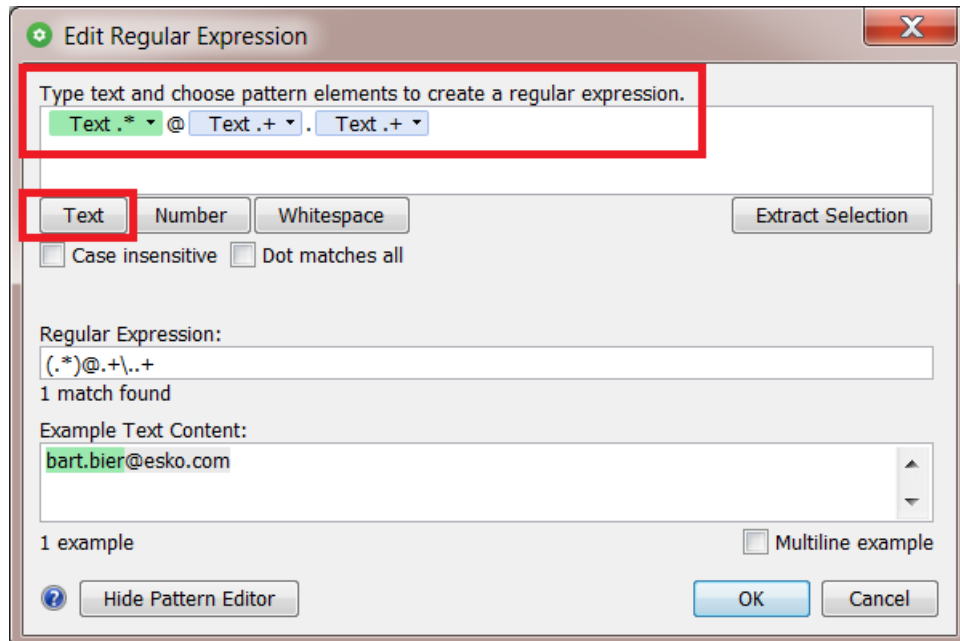 Edit Regular Expression
Type text and choose pattern elements to create a regular expression.
Text .* @ Text .+ . Text .+
Text Number Whitespace Extract Selection
Case insensitive Dot matches all
Regular Expression:
(.*)@.+\..+
1 match found
Example Text Content:
bart.bier@esko.com
1 example Multiline example
? Hide Pattern Editor OK Cancel